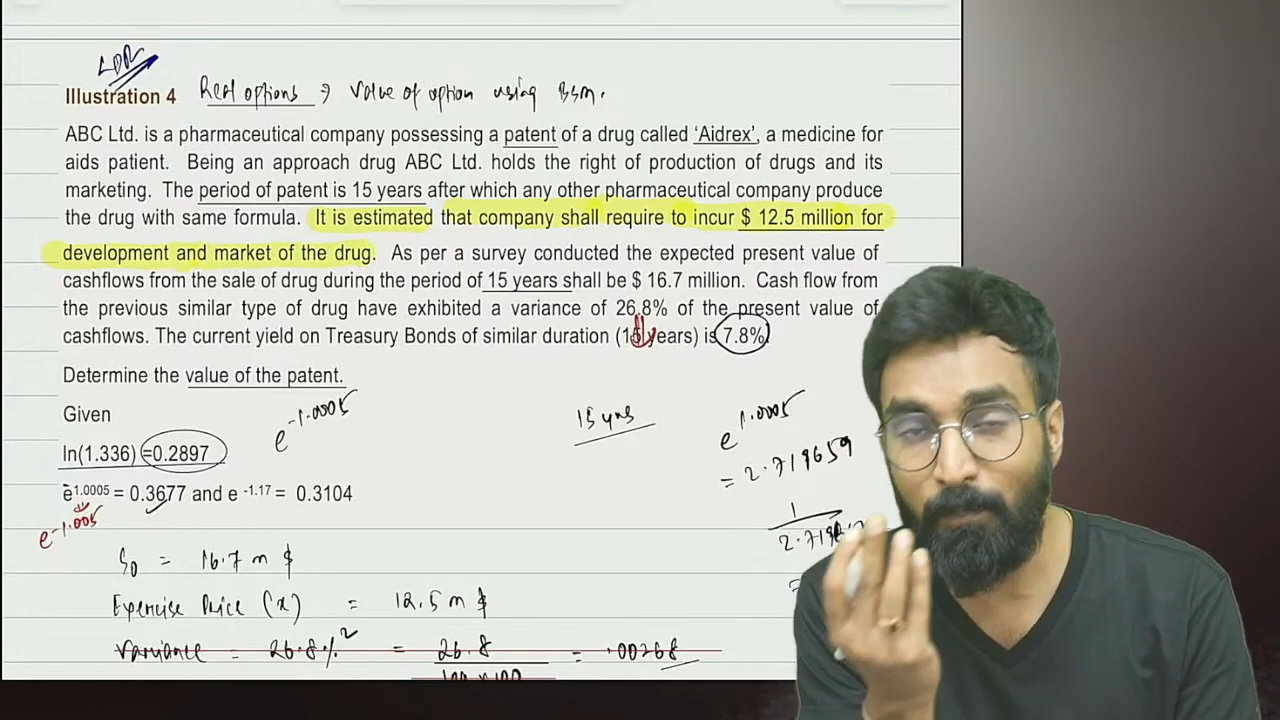 LDR
Illustration 4 Real options → Value of option using BSM.
ABC Ltd. is a pharmaceutical company possessing a patent of a drug called ‘Aidrex’, a medicine for
aids patient. Being an approach drug ABC Ltd. holds the right of production of drugs and its
marketing. The period of patent is 15 years after which any other pharmaceutical company produce
the drug with same formula. It is estimated that company shall require to incur $ 12.5 million for
development and market of the drug. As per a survey conducted the expected present value of
cashflows from the sale of drug during the period of 15 years shall be $ 16.7 million. Cash flow from
the previous similar type of drug have exhibited a variance of 26.8% of the present value of
cashflows. The current yield on Treasury Bonds of similar duration (15 years) is 7.8%.
Determine the value of the patent.
Given
e^-1.0005
15 yrs
e^1.0005
ln(1.336) =0.2897
= 2.718659
e^1.0005 = 0.3677 and e^-1.17 = 0.3104
1
e^-1.005
S0 = 16.7 m $
Exercise Price (x) = 12.5 m $
Variance = 26.8%² = 26.8 = .00268
100 x 100